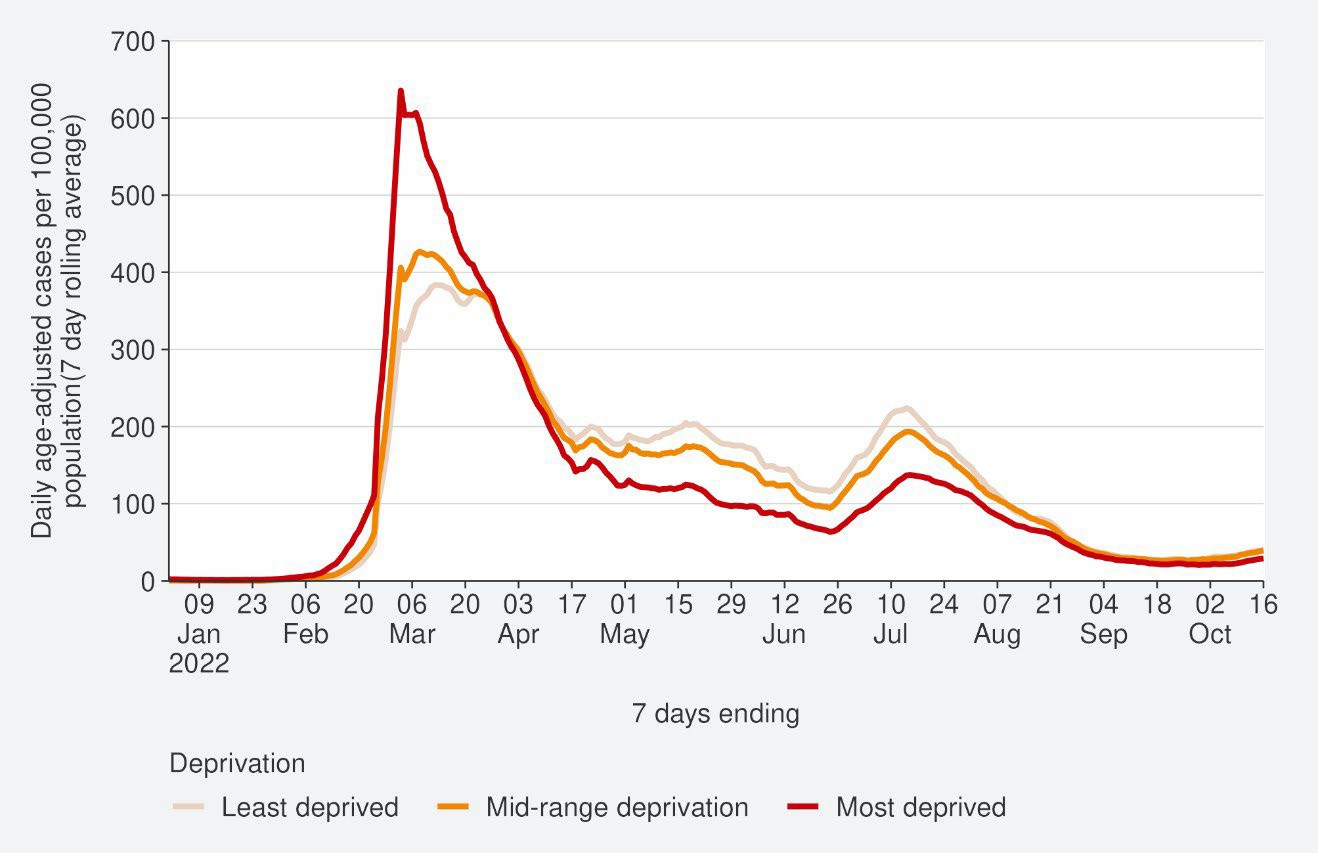 Daily age-adjusted cases per 100,000
population(7 day rolling average)
700
600
500
400
300
200
100
0
09 23 06 20 06 20 03 17 01 15 29 12 26 10 24 07 21 04 18 02 16
Jan Feb Mar Apr May Jun Jul Aug Sep Oct
2022
7 days ending
Deprivation
Least deprived Mid-range deprivation Most deprived